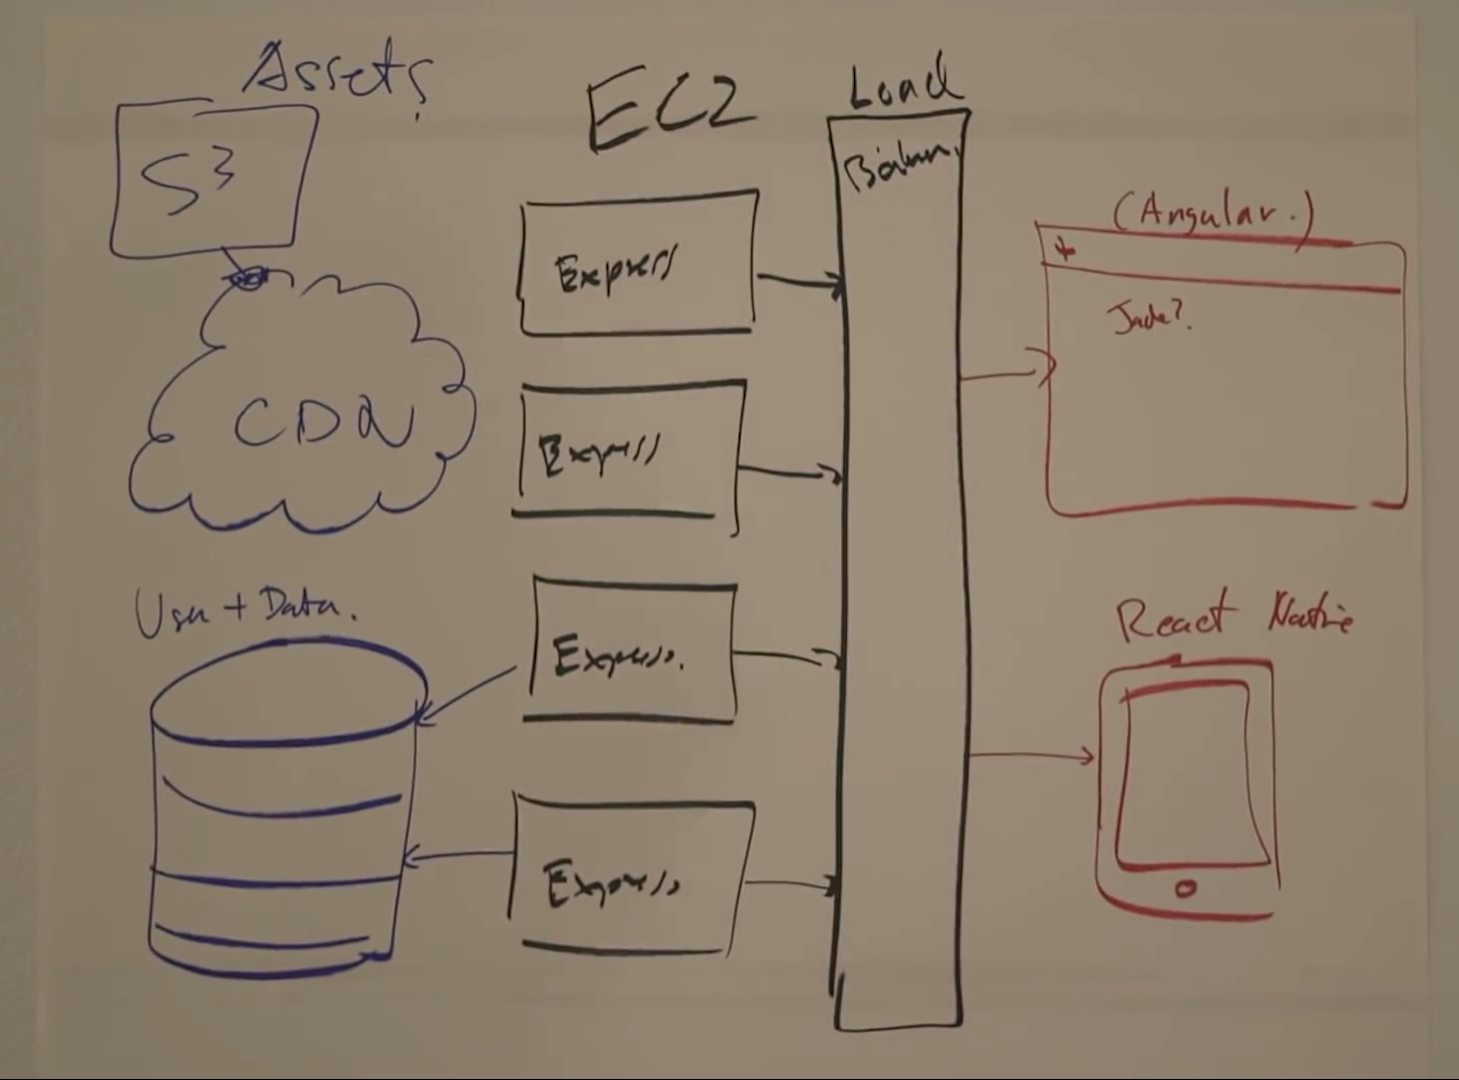 Assets
S3
CDN
User + Data.
EC2
Express
Express
Express.
Express
Load
Balan.
(Angular.)
Jade?
React Native